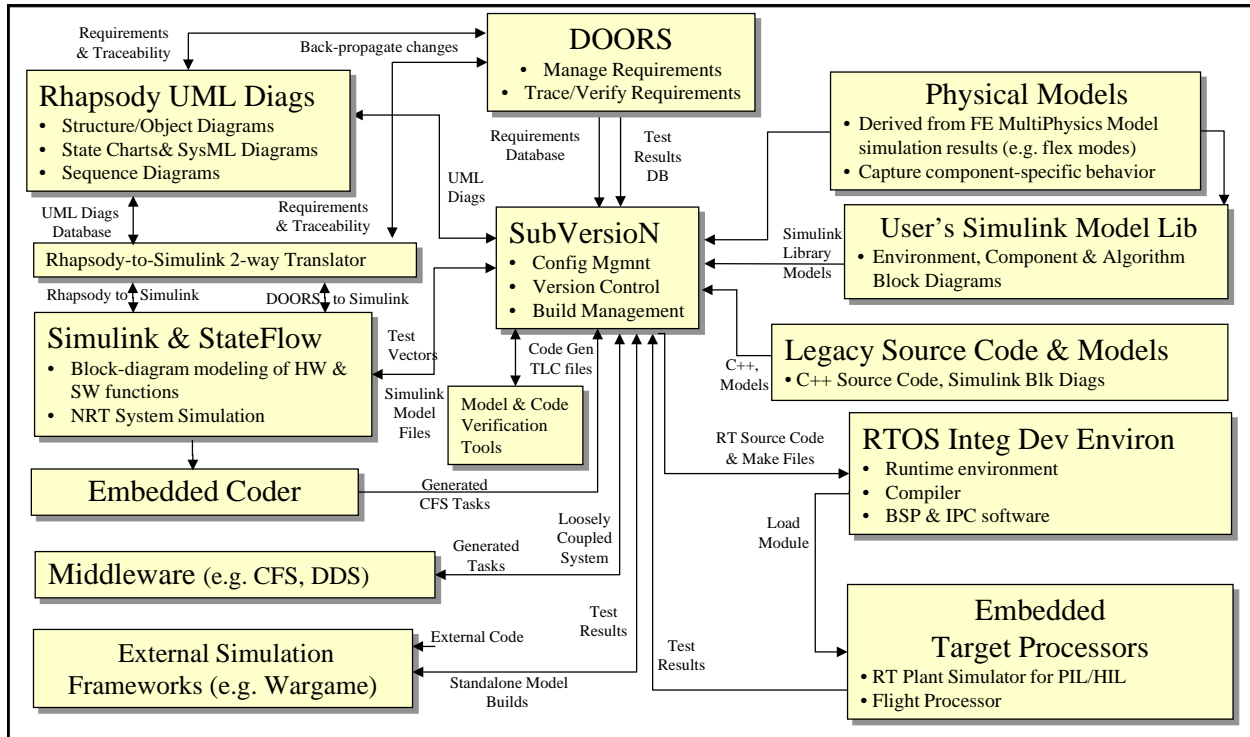 Requirements
& Traceability
Back-propagate changes
DOORS
• Manage Requirements
• Trace/Verify Requirements
Rhapsody UML Diags
• Structure/Object Diagrams
• State Charts& SysML Diagrams
• Sequence Diagrams
Physical Models
• Derived from FE MultiPhysics Model
simulation results (e.g. flex modes)
• Capture component-specific behavior
Requirements
Database
Test
Results
DB
UML
Diags
UML Diags
Database
Requirements
& Traceability
Rhapsody-to-Simulink 2-way Translator
SubVersioN
• Config Mgmnt
• Version Control
• Build Management
Simulink
Library
Models
User's Simulink Model Lib
• Environment, Component & Algorithm
Block Diagrams
Rhapsody to Simulink
DOORS to Simulink
Simulink & StateFlow
• Block-diagram modeling of HW &
SW functions
• NRT System Simulation
Test
Vectors
Simulink
Model
Files
Code Gen
TLC files
Model & Code
Verification
Tools
C++,
Models
Legacy Source Code & Models
• C++ Source Code, Simulink Blk Diags
RT Source Code
& Make Files
RTOS Integ Dev Environ
• Runtime environment
• Compiler
• BSP & IPC software
Embedded Coder
Generated
CFS Tasks
Loosely
Coupled
System
Load
Module
Middleware (e.g. CFS, DDS)
Generated
Tasks
External Simulation
Frameworks (e.g. Wargame)
External Code
Standalone Model
Builds
Test
Results
Test
Results
Embedded
Target Processors
• RT Plant Simulator for PIL/HIL
• Flight Processor